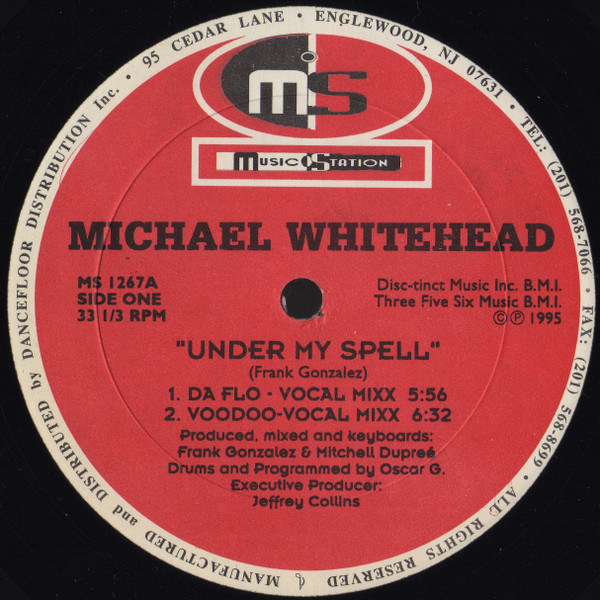 MS
MUSIC STATION
MICHAEL WHITEHEAD
MS 1267A
SIDE ONE
33 1/3 RPM
Disc-tinct Music Inc. B.M.I.
Three Five Six Music B.M.I.
© ℗ 1995
"UNDER MY SPELL"
(Frank Gonzalez)
1. DA FLO - VOCAL MIXX 5:56
2. VOODOO-VOCAL MIXX 6:32
Produced, mixed and keyboards:
Frank Gonzalez & Mitchell Dupreé
Drums and Programmed by Oscar G.
Executive Producer:
Jeffrey Collins
MANUFACTURED and DISTRIBUTED by DANCEFLOOR DISTRIBUTION Inc. • 95 CEDAR LANE • ENGLEWOOD, NJ 07631 • TEL: (201) 568-7066 • FAX: (201) 568-8699 • ALL RIGHTS RESERVED &